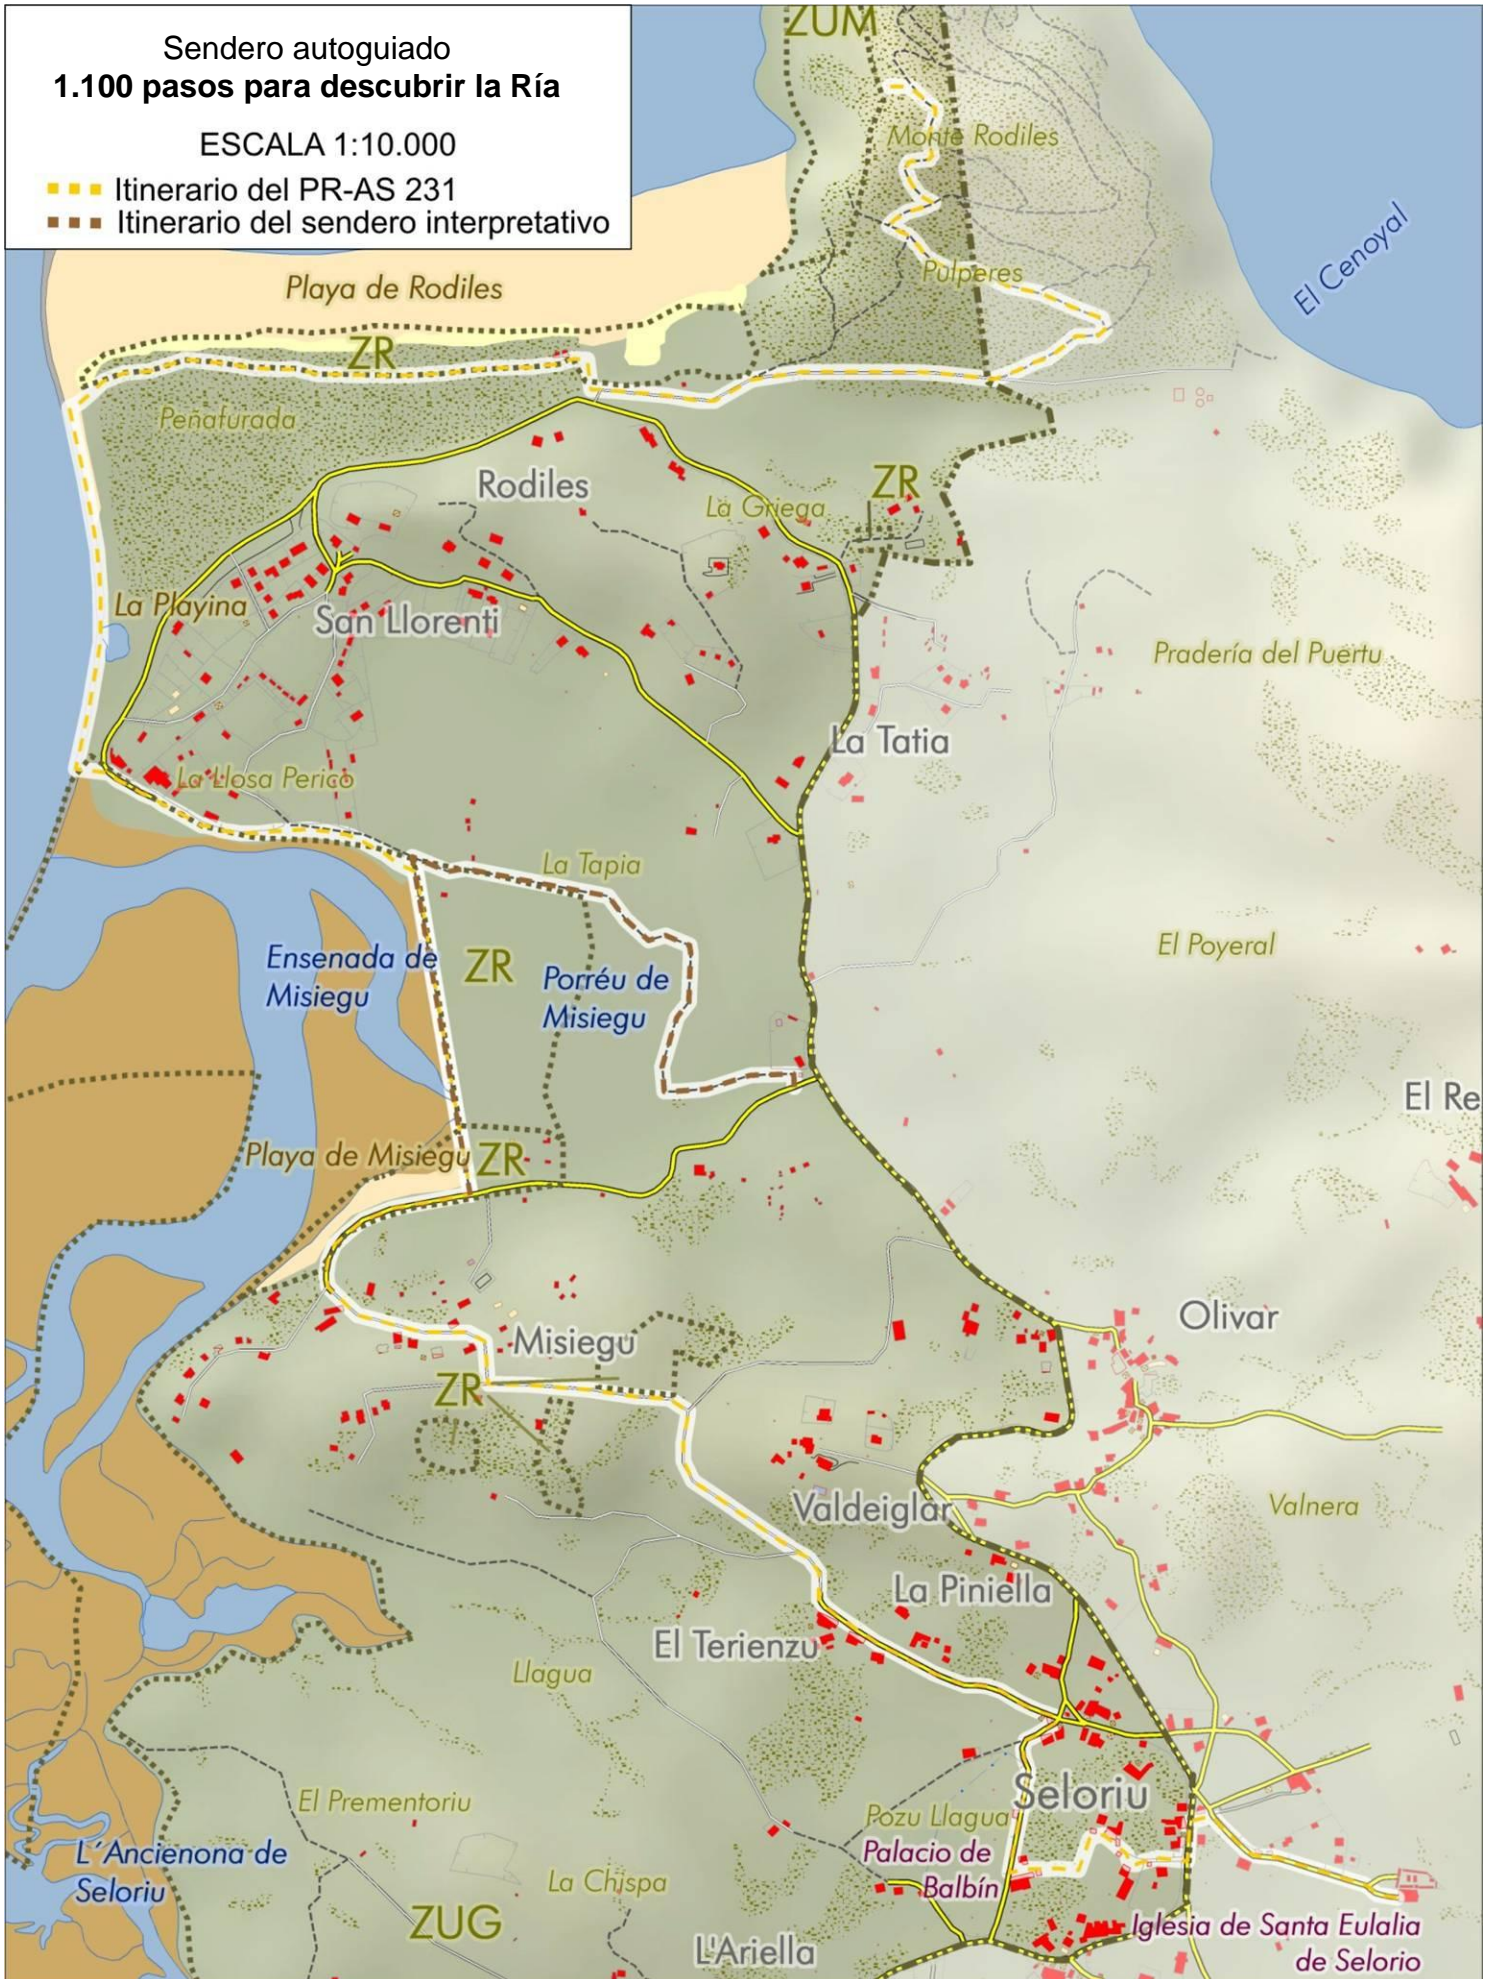 Sendero autoguiado
1.100 pasos para descubrir la Ría
ESCALA 1:10.000
Itinerario del PR-AS 231
Itinerario del sendero interpretativo
ZUM
Monte Rodiles
El Cenoyal
Pulperes
Playa de Rodiles
ZR
Peñafurada
Rodiles
ZR
La Griega
La Playina
San Llorenti
Pradería del Puertu
La Tatia
La Llosa Perico
La Tapia
El Poyeral
Ensenada de
Misiegu
ZR
Porréu de
Misiegu
El Re
Playa de Misiegu
ZR
Olivar
Misiegu
ZR
Valdeiglar
Valnera
La Piniella
El Terienzu
Llagua
Seloriu
El Prementoriu
Pozu Llagua
Palacio de
Balbín
L´Ancienona de
Seloriu
La Chispa
ZUG
L'Ariella
Iglesia de Santa Eulalia
de Selorio